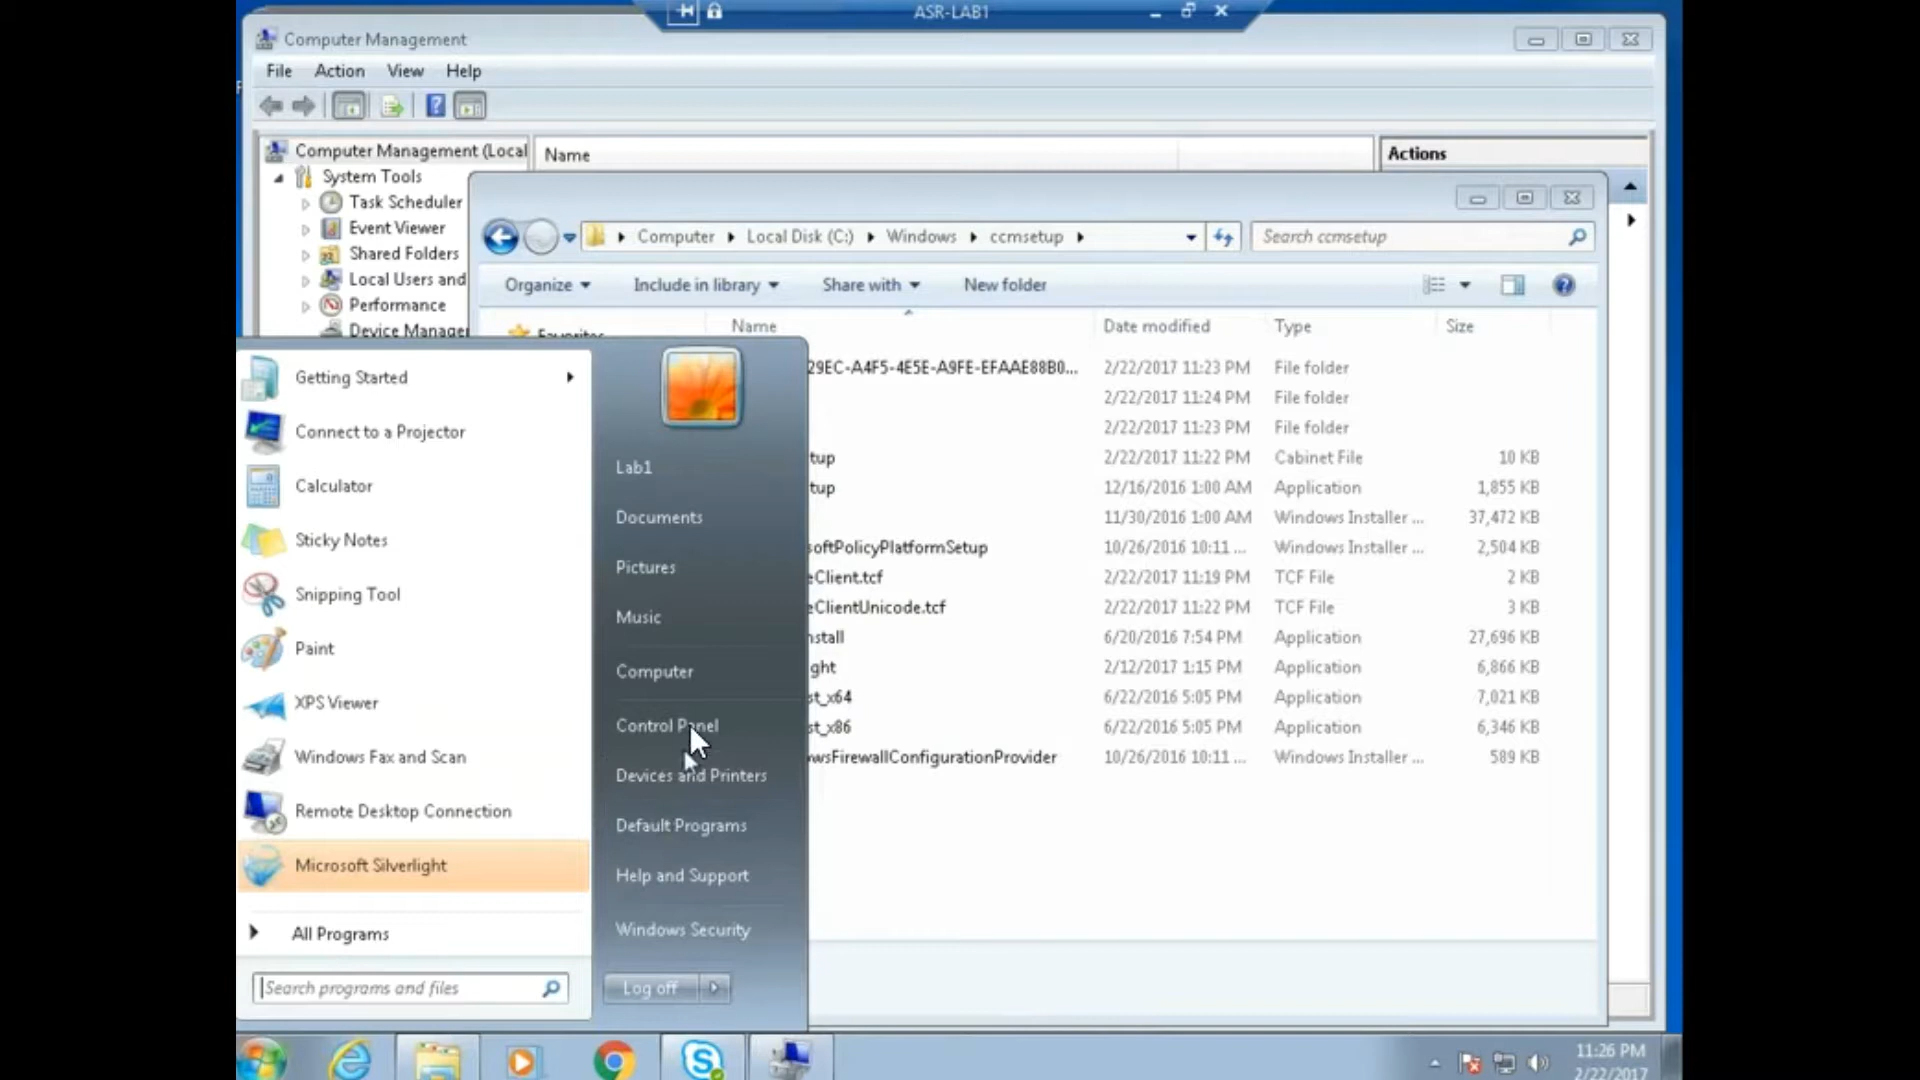 ASR-LAB1
Computer Management
File Action View Help
Computer Management (Local
Name
Actions
System Tools
Task Scheduler
Event Viewer
Shared Folders
Local Users and
Performance
Device Manager
Computer Local Disk (C:) Windows ccmsetup
Search ccmsetup
Organize Include in library Share with New folder
Favorites
Name Date modified Type Size
29EC-A4F5-4E5E-A9FE-EFAAE88B0... 2/22/2017 11:23 PM File folder
2/22/2017 11:24 PM File folder
2/22/2017 11:23 PM File folder
tup 2/22/2017 11:22 PM Cabinet File 10 KB
tup 12/16/2016 1:00 AM Application 1,855 KB
11/30/2016 1:00 AM Windows Installer ... 37,472 KB
softPolicyPlatformSetup 10/26/2016 10:11 ... Windows Installer ... 2,504 KB
eClient.tcf 2/22/2017 11:19 PM TCF File 2 KB
eClientUnicode.tcf 2/22/2017 11:22 PM TCF File 3 KB
nstall 6/20/2016 7:54 PM Application 27,696 KB
ght 2/12/2017 1:15 PM Application 6,866 KB
st_x64 6/22/2016 5:05 PM Application 7,021 KB
st_x86 6/22/2016 5:05 PM Application 6,346 KB
owsFirewallConfigurationProvider 10/26/2016 10:11 ... Windows Installer ... 589 KB
Getting Started
Connect to a Projector
Calculator
Sticky Notes
Snipping Tool
Paint
XPS Viewer
Windows Fax and Scan
Remote Desktop Connection
Microsoft Silverlight
All Programs
Search programs and files
Lab1
Documents
Pictures
Music
Computer
Control Panel
Devices and Printers
Default Programs
Help and Support
Windows Security
Log off
11:26 PM
2/22/2017